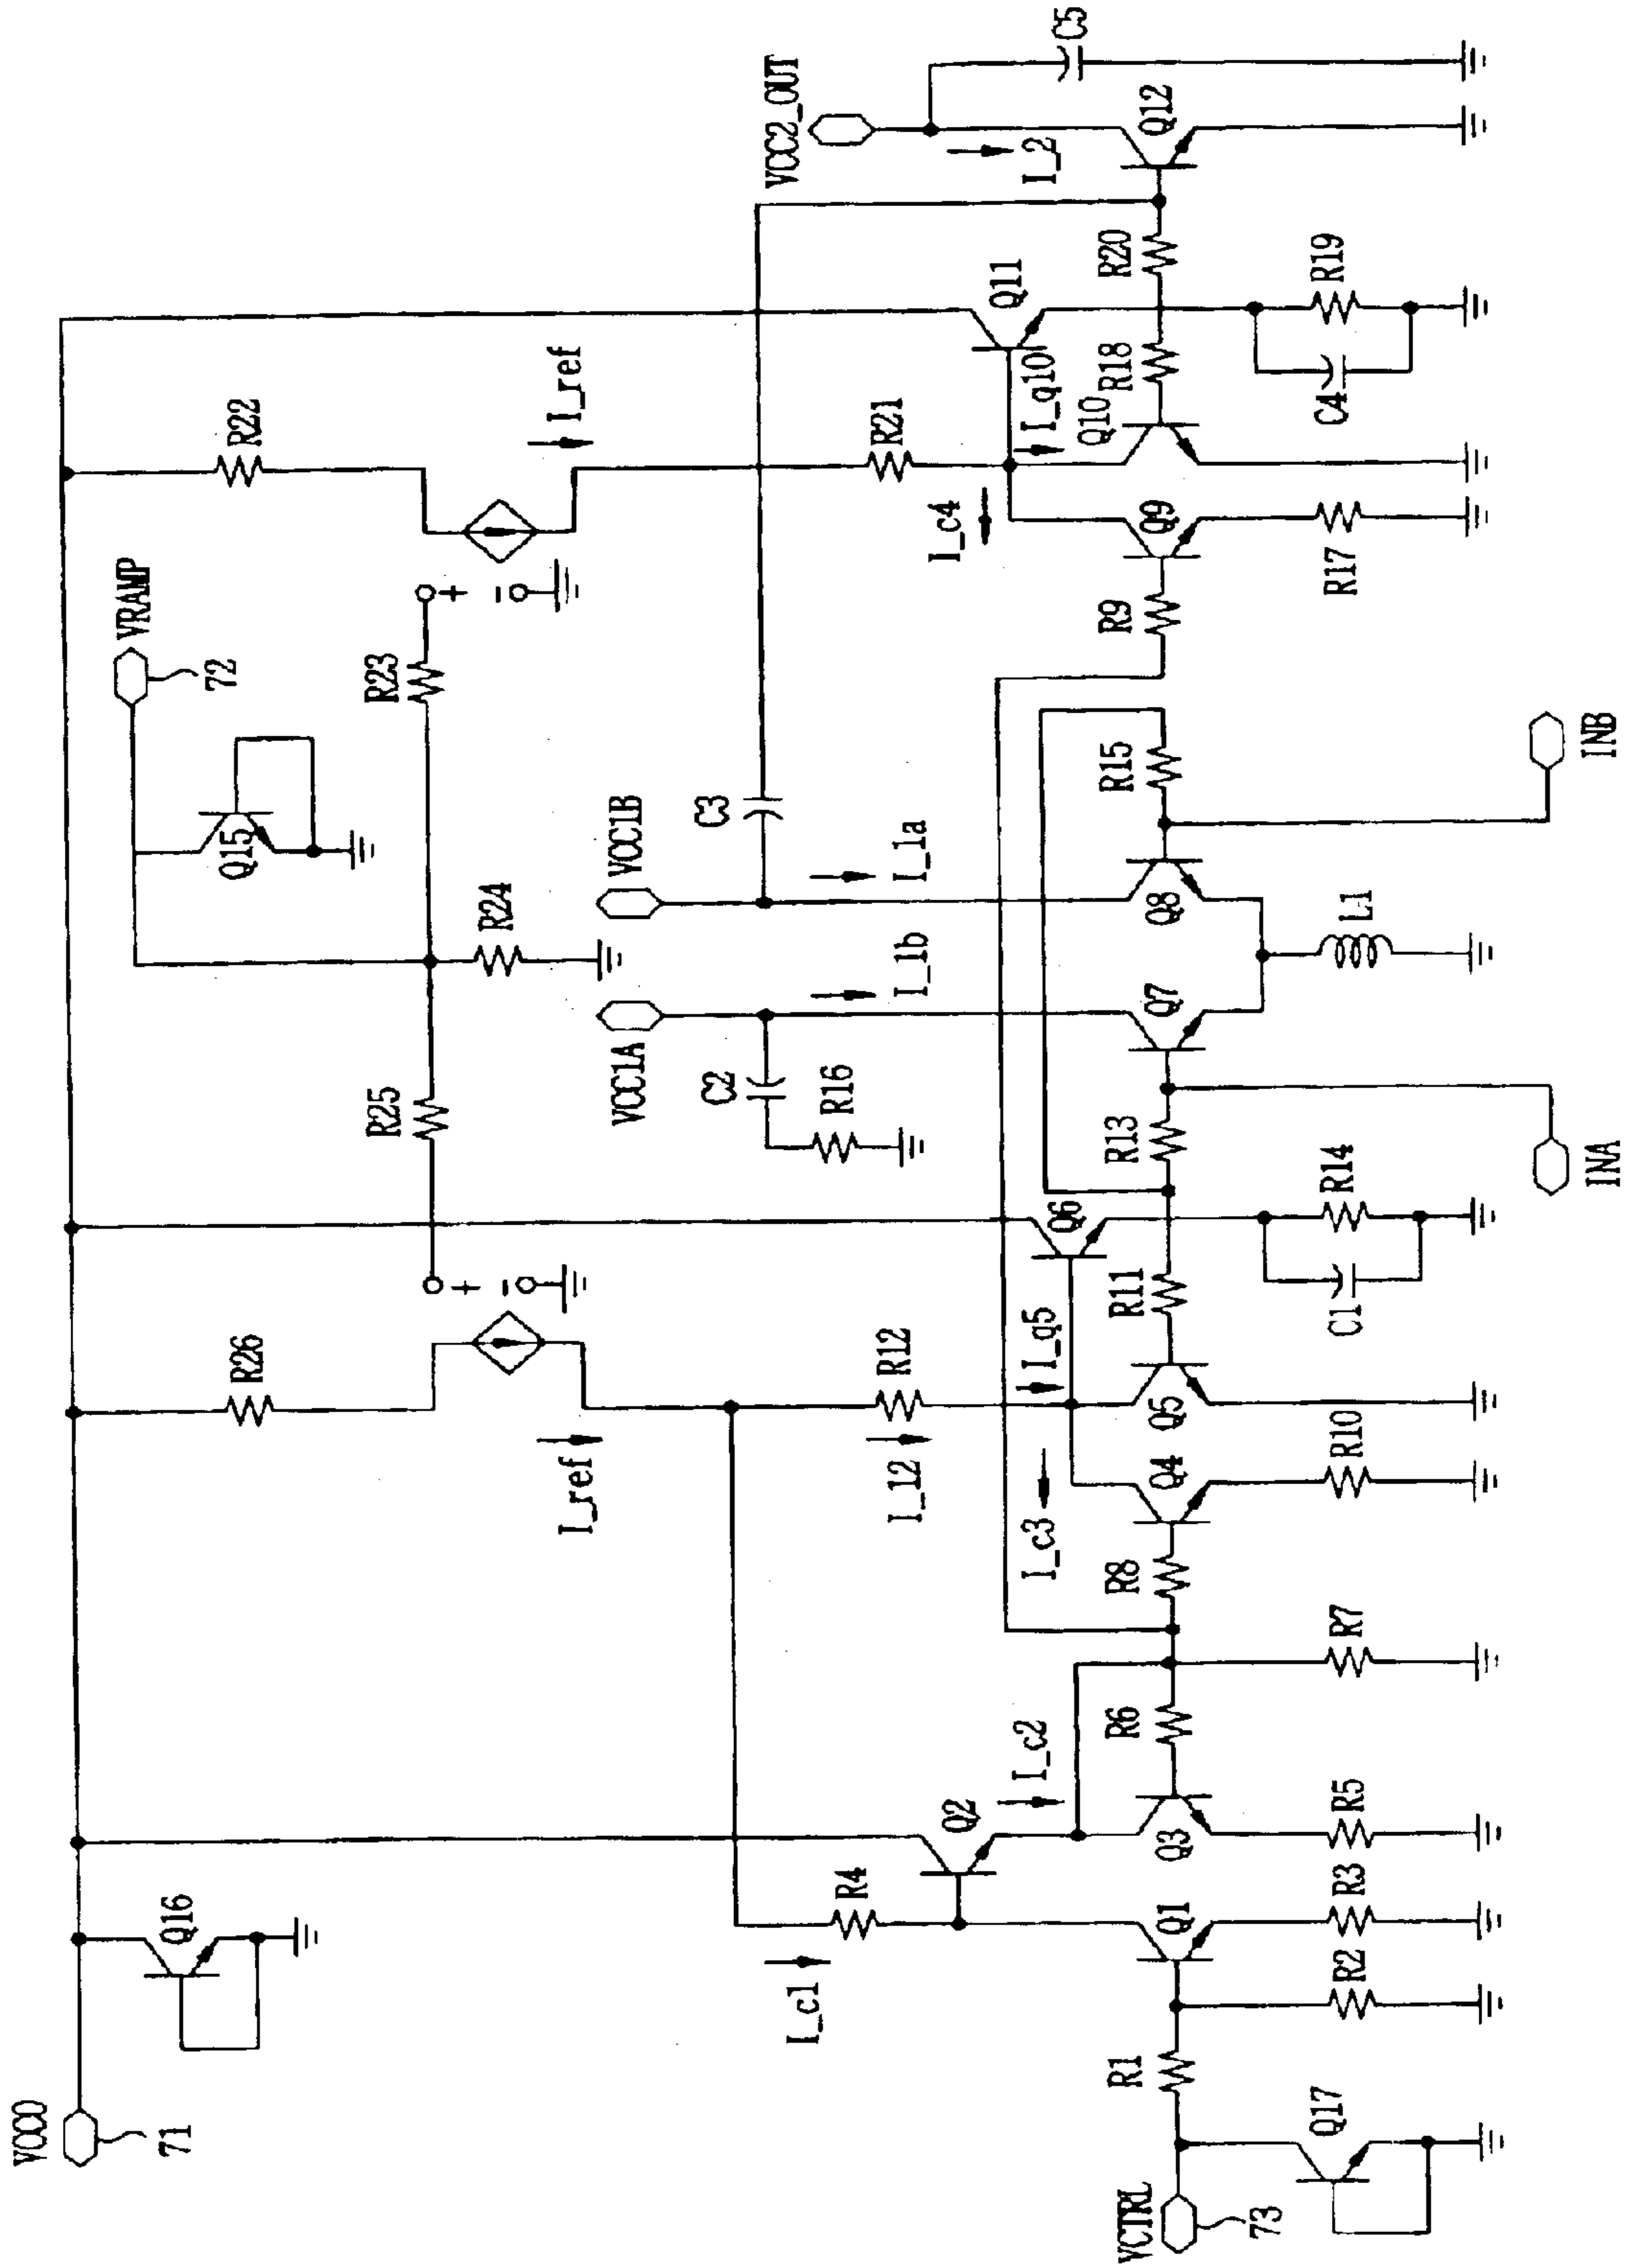 VCC0
71
Q16
R26
I_ref
R25
R24
R23
Q15
VRAMP
72
R22
I_ref
VCTRL
73
Q17
R1
R2
Q1
R3
I_c1
R4
Q2
I_c2
Q3
R5
R6
R7
R8
I_c3
Q4
R10
I_12
R12
I_q5
Q5
R11
Q6
C1
R14
R13
INA
VCC1A
C2
R16
I_1b
Q7
L1
VCC1B
I_1a
Q8
R15
INB
C3
R9
Q9
R17
I_c4
R21
I_q10
Q10
R18
Q11
C4
R19
R20
VCC2_OUT
I_2
Q12
C5